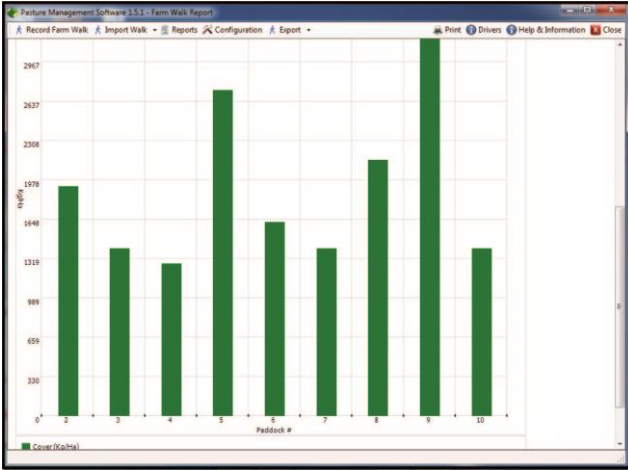 Pasture Management Software 1.5.1 - Farm Walk Report
Record Farm Walk Import Walk Reports Configuration Export Print Drivers Help & Information Close
2967
2637
2308
1978
Kg/Ha
1648
1319
989
659
330
0 2 3 4 5 6 7 8 9 10
Paddock #
Cover (Kg/Ha)